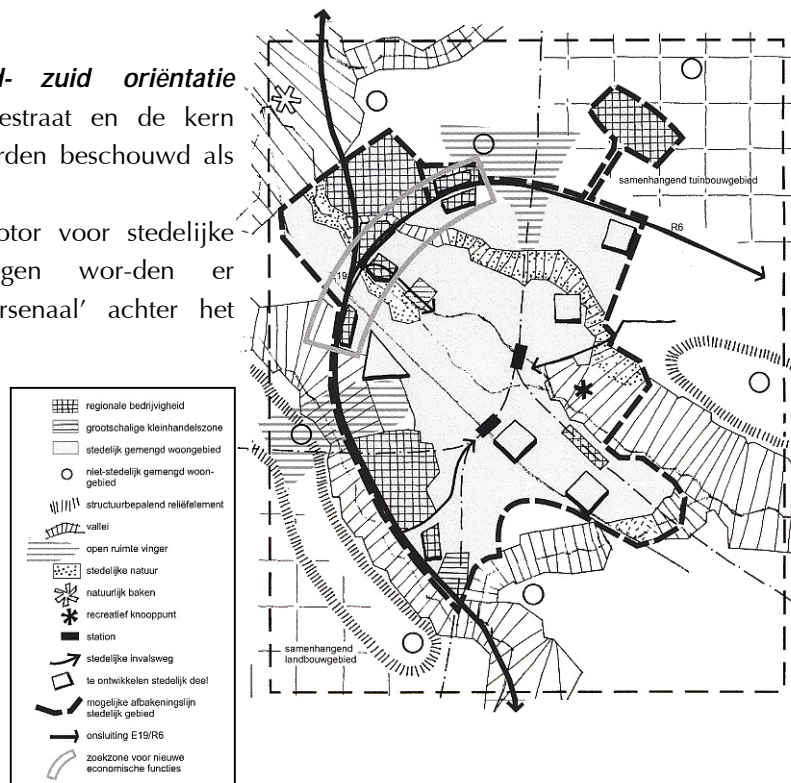 d- zuid oriëntatie
estraat en de kern
rden beschouwd als
otor voor stedelijke
gen wor-den er
rsenaal’ achter het
samenhangend tuinbouwgebied
R6
19
samenhangend
landbouwgebied
regionale bedrijvigheid
grootschalige kleinhandelszone
stedelijk gemengd woongebied
niet-stedelijk gemengd woon-
gebied
structuurbepalend reliëfelement
vallei
open ruimte vinger
stedelijke natuur
natuurlijk baken
recreatief knooppunt
station
stedelijke invalsweg
te ontwikkelen stedelijk deel
mogelijke afbakeningslijn
stedelijk gebied
onsluiting E19/R6
zoekzone voor nieuwe
economische functies